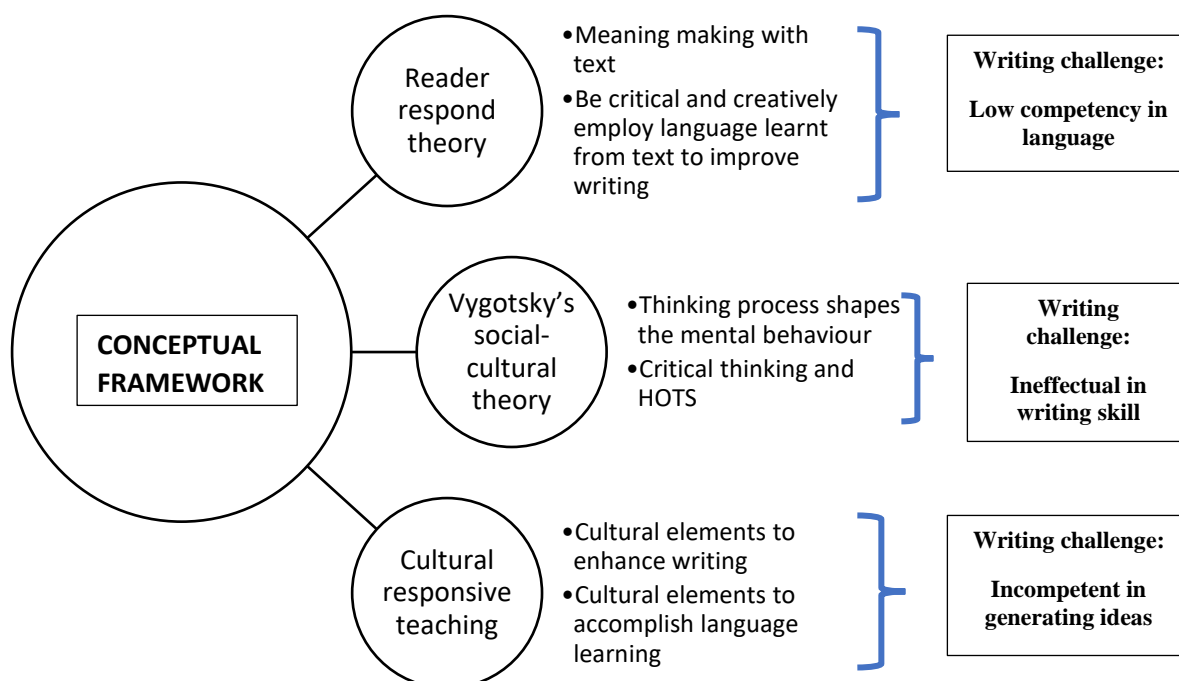 Reader
respond
theory
•Meaning making with
text
•Be critical and creatively
employ language learnt
from text to improve
writing
Writing challenge:
Low competency in
language
CONCEPTUAL
FRAMEWORK
Vygotsky’s
social-
cultural
theory
•Thinking process shapes
the mental behaviour
•Critical thinking and
HOTS
Writing
challenge:
Ineffectual in
writing skill
Cultural
responsive
teaching
•Cultural elements to
enhance writing
•Cultural elements to
accomplish language
learning
Writing challenge:
Incompetent in
generating ideas